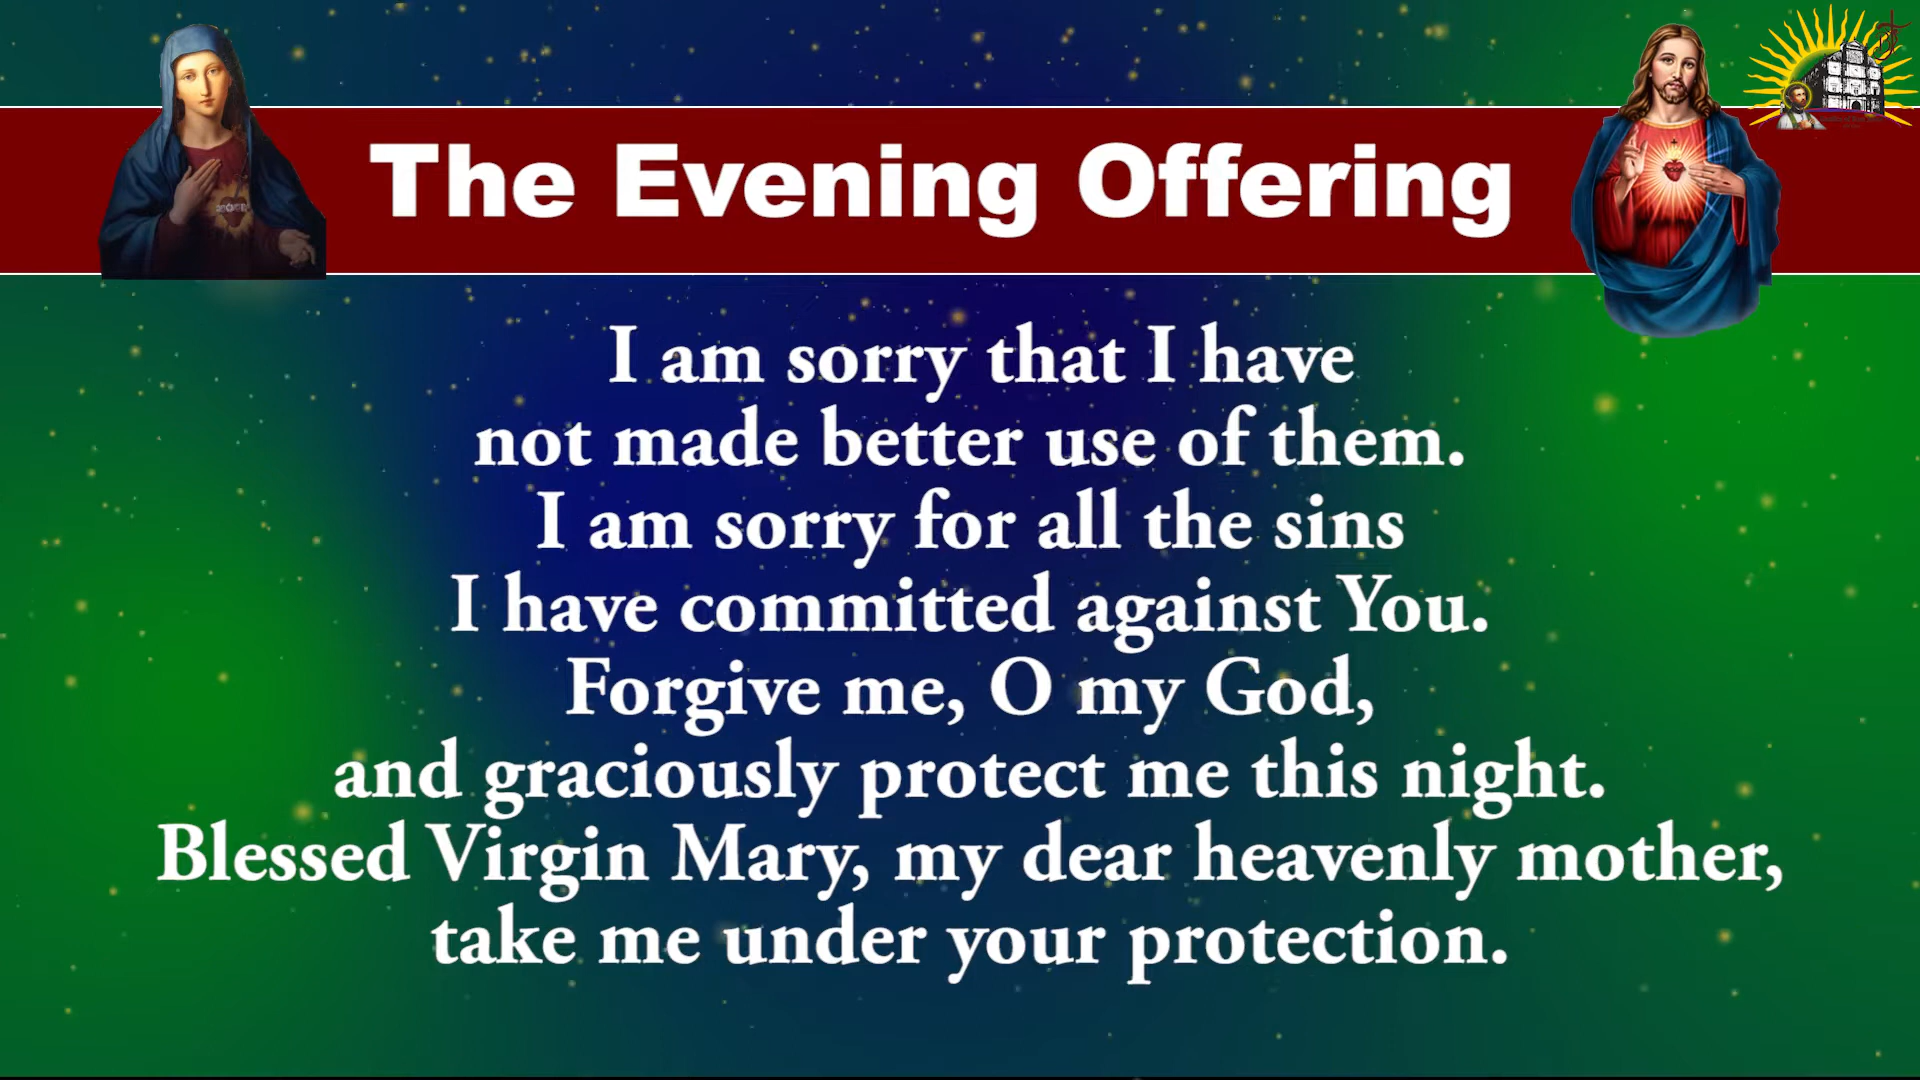 The Evening Offering
I am sorry that I have
not made better use of them.
I am sorry for all the sins
I have committed against You.
Forgive me, O my God,
and graciously protect me this night.
Blessed Virgin Mary, my dear heavenly mother,
take me under your protection.